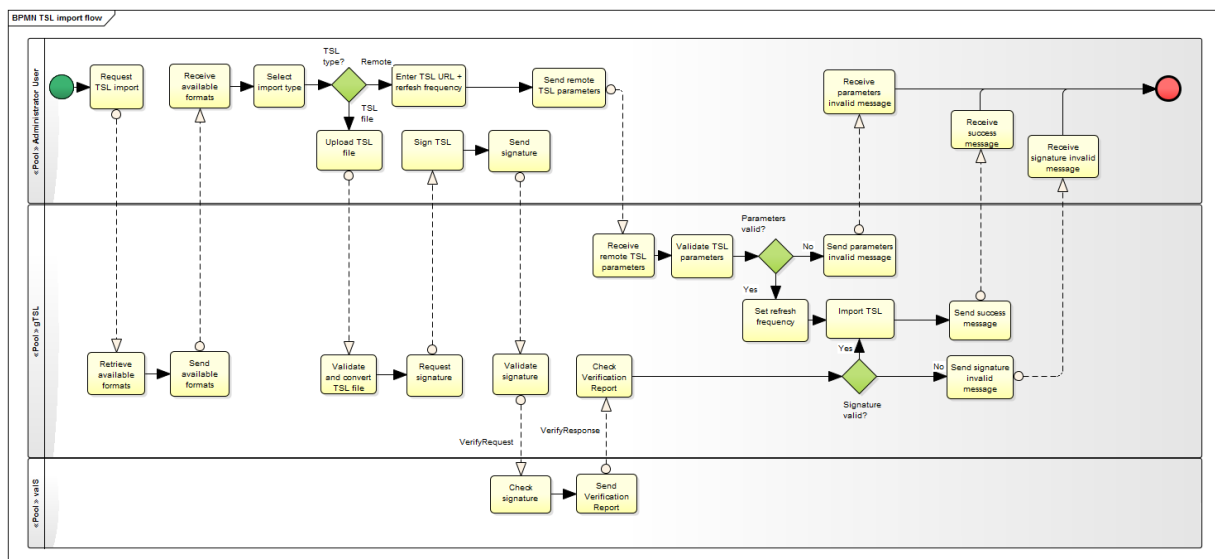 BPMN TSL import flow
«Pool» Administrator User
Request
TSL import
Receive
available
formats
Select
import type
TSL
type?
Remote
TSL
file
Enter TSL URL +
rerfesh frequency
Send remote
TSL parameters
Upload TSL
file
Sign TSL
Send
signature
Receive
parameters
invalid message
Receive
success
message
Receive
signature invalid
message
«Pool» gTSL
Receive
remote TSL
parameters
Validate TSL
parameters
Parameters
valid?
No
Send parameters
invalid message
Yes
Set refresh
frequency
Import TSL
Send success
message
Retrieve
available
formats
Send
available
formats
Validate
and convert
TSL file
Request
signature
Validate
signature
Check
Verification
Report
Yes
No
Signature
valid?
Send signature
invalid
message
VerifyRequest
VerifyResponse
«Pool» valS
Check
signature
Send
Verification
Report